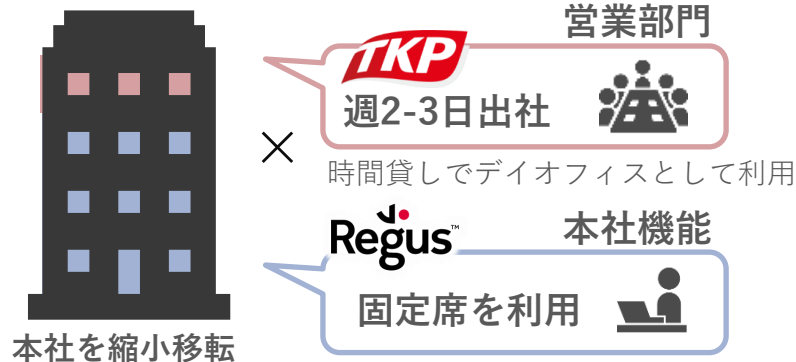 営業部門
TKP
週2-3日出社
×
時間貸しでデイオフィスとして利用
Regus™
本社機能
固定席を利用
本社を縮小移転